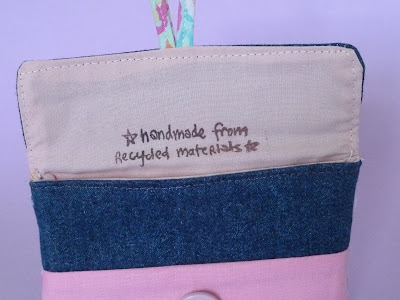 ☆handmade from
Recycled materials☆